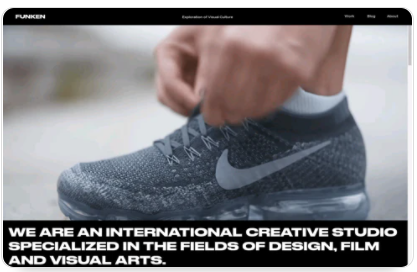 FUNKEN
Exploration of Visual Culture
Work Blog About
WE ARE AN INTERNATIONAL CREATIVE STUDIO
SPECIALIZED IN THE FIELDS OF DESIGN, FILM
AND VISUAL ARTS.